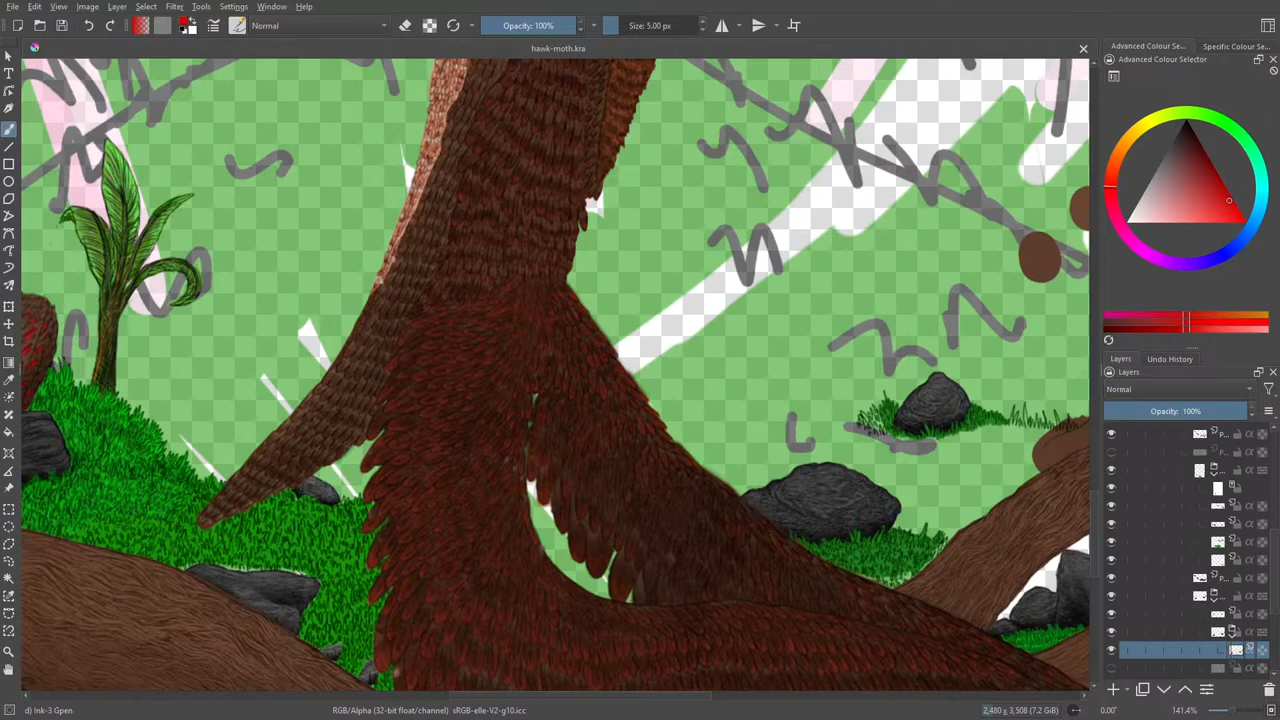 File Edit View Image Layer Select Filter Tools Settings Window Help
Normal
Opacity: 100%
Size: 5.00 px
hawk-moth.kra
Advanced Colour Se...
Specific Colour Se...
Advanced Colour Selector
Layers
Undo History
Layers
Normal
Opacity: 100%
P...
P...
...
P...
...
d) Ink-3 Gpen
RGB/Alpha (32-bit float/channel) sRGB-elle-V2-g10.icc
2,480 x 3,508 (7.2 GiB)
0.00°
141.4%